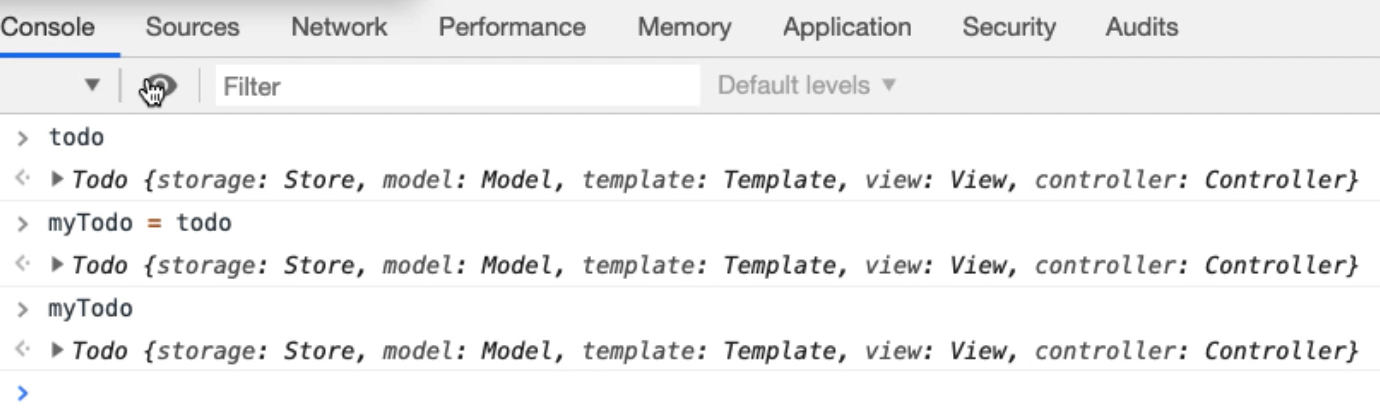 Console Sources Network Performance Memory Application Security Audits
Filter Default levels ▼
> todo
Todo {storage: Store, model: Model, template: Template, view: View, controller: Controller}
> myTodo = todo
Todo {storage: Store, model: Model, template: Template, view: View, controller: Controller}
> myTodo
Todo {storage: Store, model: Model, template: Template, view: View, controller: Controller}
>